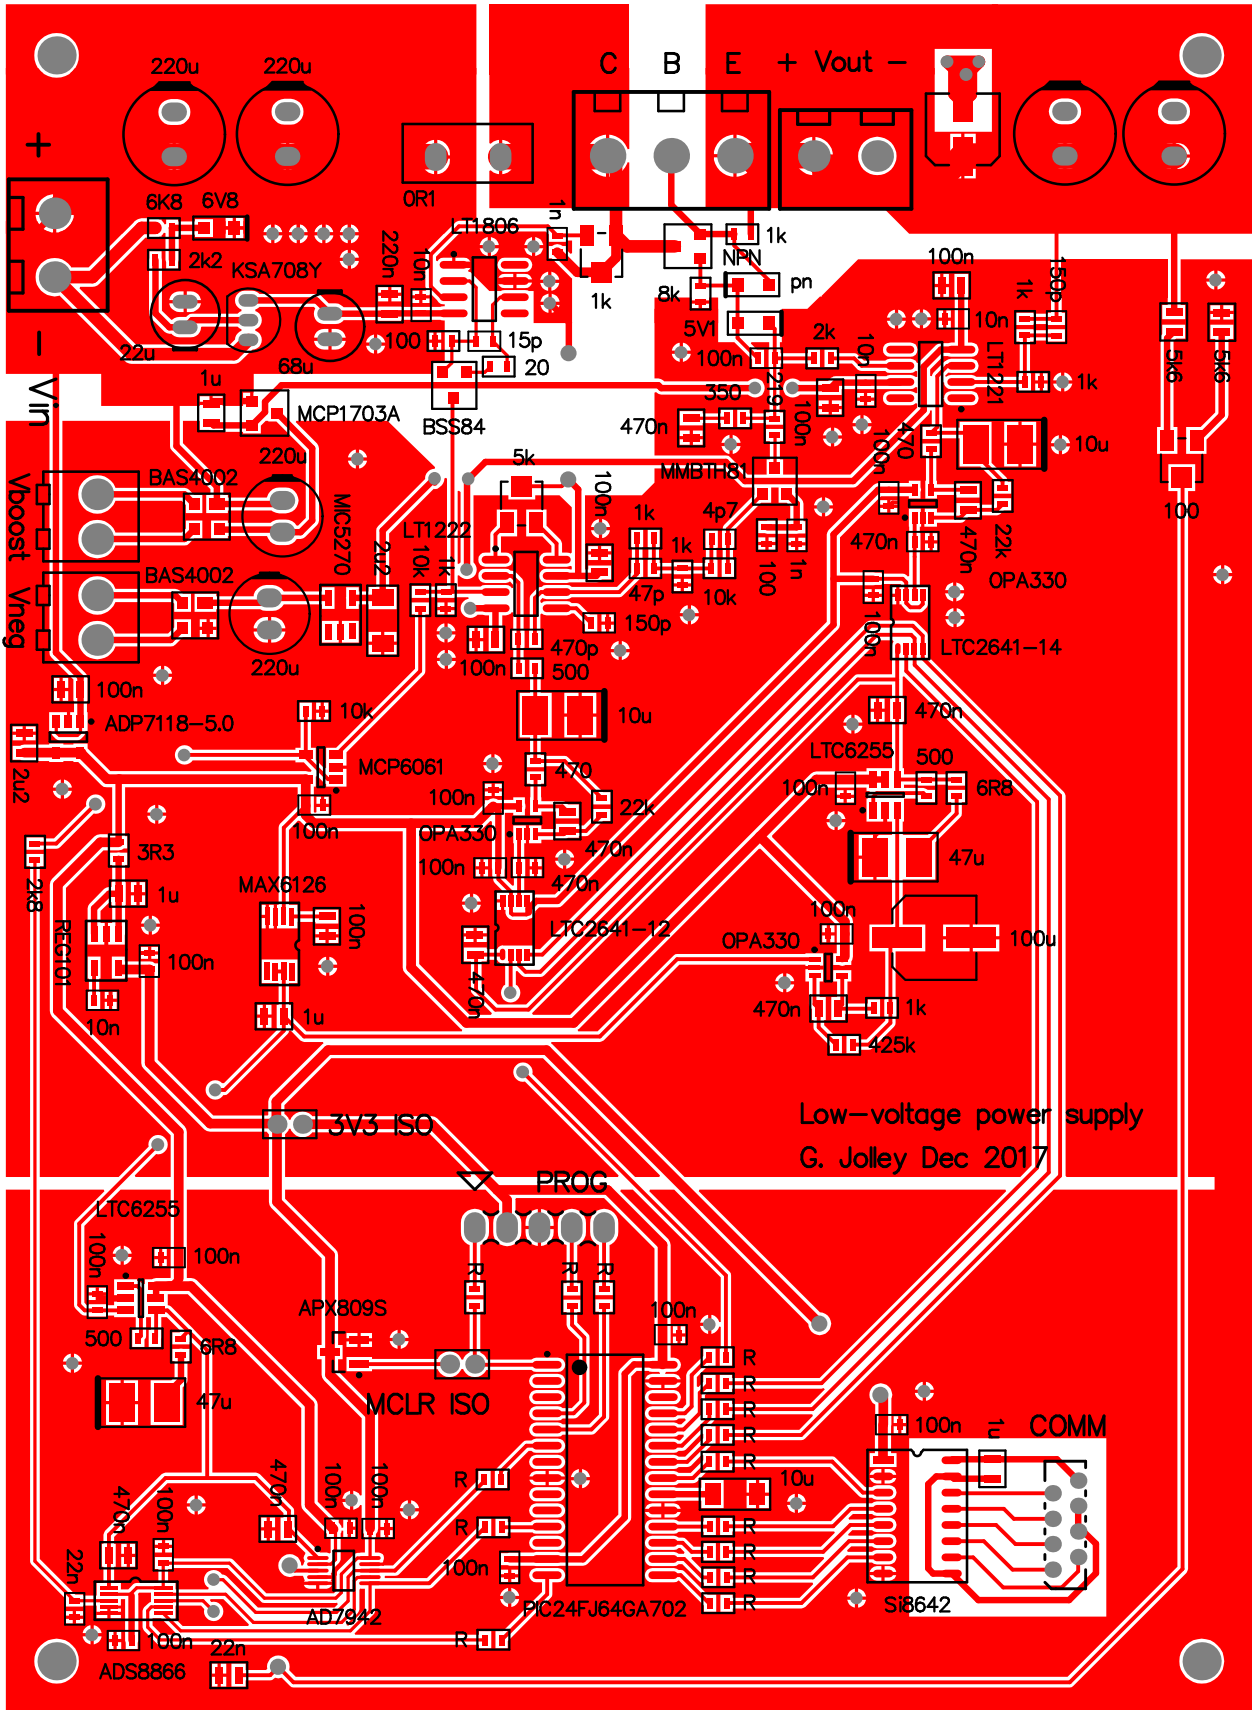 C B E + Vout -
220u 220u
+
0R1
6K8 6V8
LT1806 1n
1k
NPN
2k2 KSA708Y
220n 10n
1k
8k
pn
100n
1k 150p
22u
-
68u
100 15p
20
5V1
100n
2k
10n
10n
LT1221
5k6 5k6
Vin
1u
MCP1703A
BSS84
350
219
470n
100n
1k
470
100n
10u
220u
5k
MMBTH81
BAS4002
Vboost
MIC5270
LT1222
100n
1k 4p7
1k
100 1n
470n
470n
22k
100
2u2
10k 1k
BAS4002
Vneg
47p
10k
OPA330
150p
100n
470p
100n
LTC2641-14
220u
500
100n
ADP7118-5.0
10k
10u
470n
LTC6255 500
2u2
MCP6061
470
100n
100n
6R8
100n
OPA330
22k
470n
3R3
100n
470n
47u
2k8
1u
MAX6126
100n
REG101
100n
LTC2641-12
470n
100n
OPA330
100u
10n
1u
470n 1k
425k
3V3 ISO
Low-voltage power supply
G. Jolley Dec 2017
PROG
LTC6255
100n
100n
R R R
APX809S
100n
500
6R8
R
47u
MCLR ISO
R
R
R
R
100n
COMM
1u
470n 100n 100n
R
10u
470n 100n
R
R
R
R
R
100n
22n
AD7942
PIC24FJ64GA702
Si8642
100n
R
ADS8866
22n